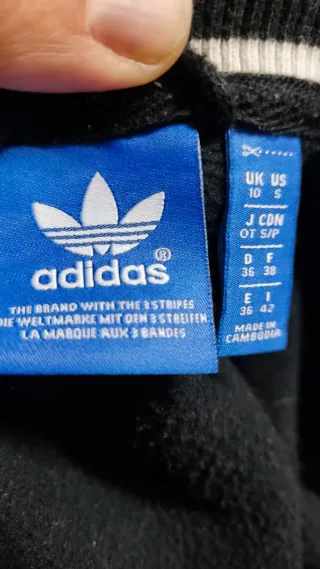 adidas®
THE BRAND WITH THE 3 STRIPES
DIE WELTMARKE MIT DEN 3 STREIFEN
LA MARQUE AUX 3 BANDES
UK US
10 S
J CDN
OT S/P
D F
36 38
E I
36 42
MADE IN
CAMBODIA